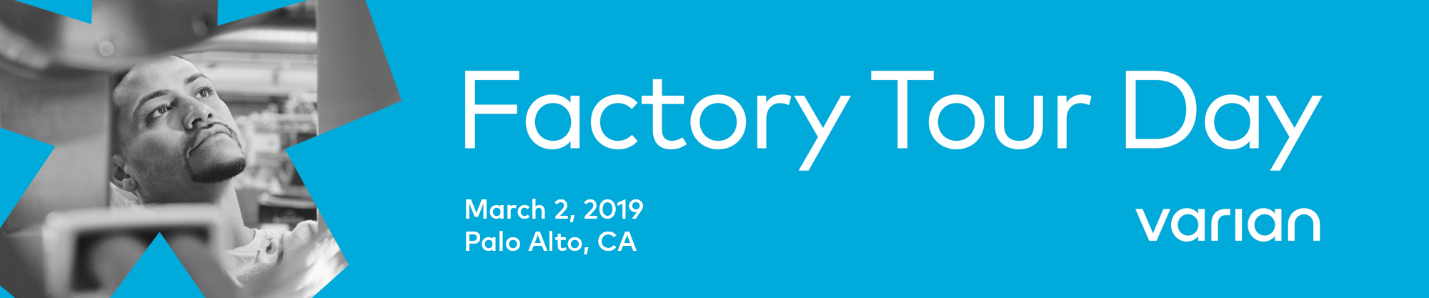 Factory Tour Day
March 2, 2019
Palo Alto, CA
varian